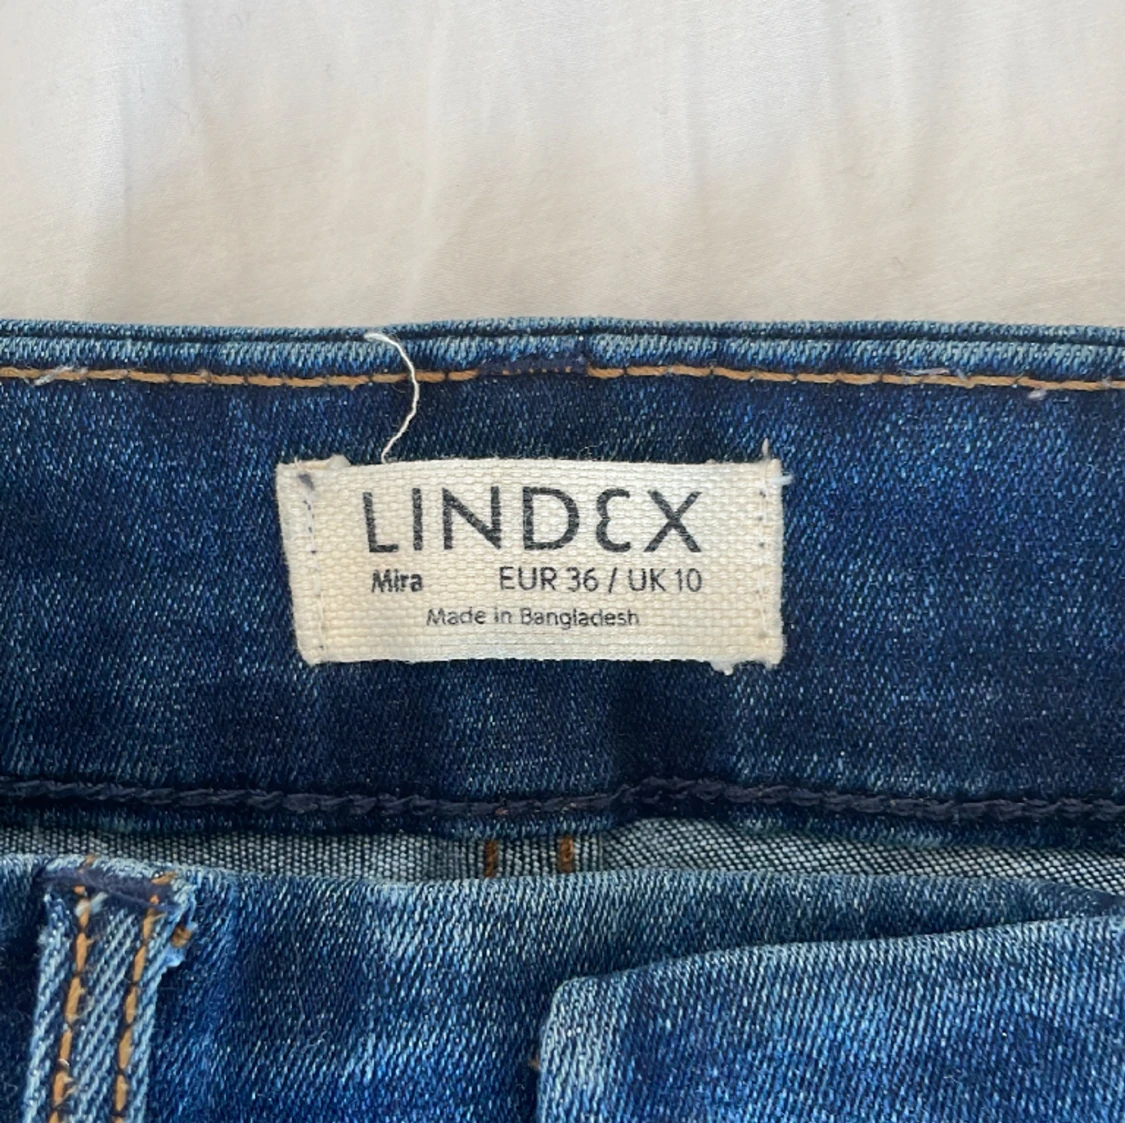 LINDEX
Mira EUR 36 / UK 10
Made in Bangladesh